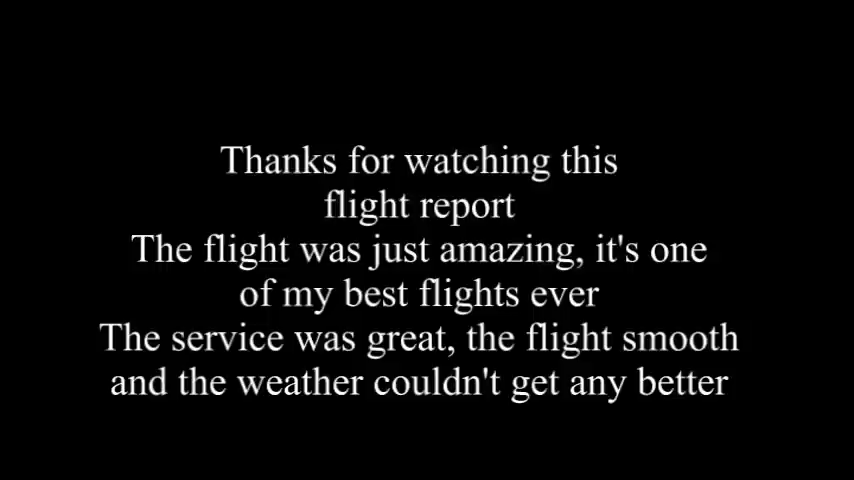 Thanks for watching this
flight report
The flight was just amazing, it's one
of my best flights ever
The service was great, the flight smooth
and the weather couldn't get any better